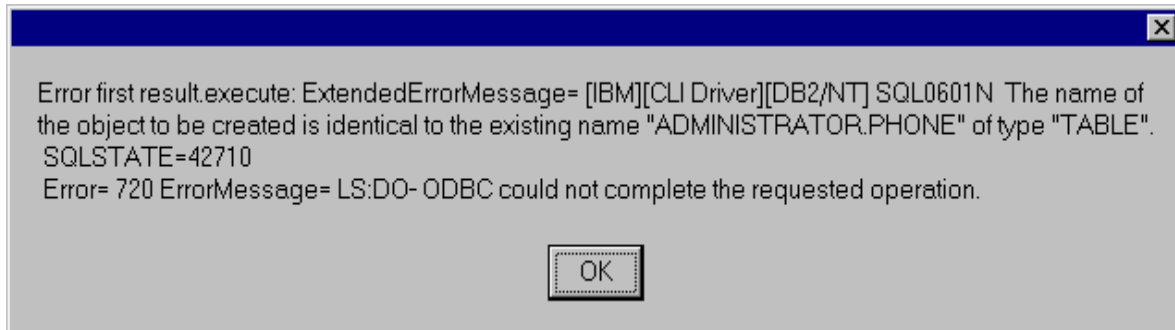 Error first result.execute: ExtendedErrorMessage= [IBM][CLI Driver][DB2/NT] SQL0601N  The name of
the object to be created is identical to the existing name "ADMINISTRATOR.PHONE" of type "TABLE".
SQLSTATE=42710
Error= 720 ErrorMessage= LS:DO- ODBC could not complete the requested operation.
OK